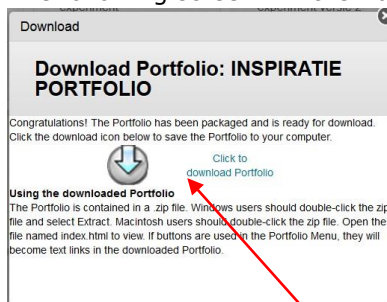 Download
Download Portfolio: INSPIRATIE
PORTFOLIO
Congratulations! The Portfolio has been packaged and is ready for download.
Click the download icon below to save the Portfolio to your computer.
Click to
download Portfolio
Using the downloaded Portfolio
The Portfolio is contained in a .zip file. Windows users should double-click the zip
file and select Extract. Macintosh users should double-click the zip file. Open the
file named index.html to view. If buttons are used in the Portfolio Menu, they will
become text links in the downloaded Portfolio.